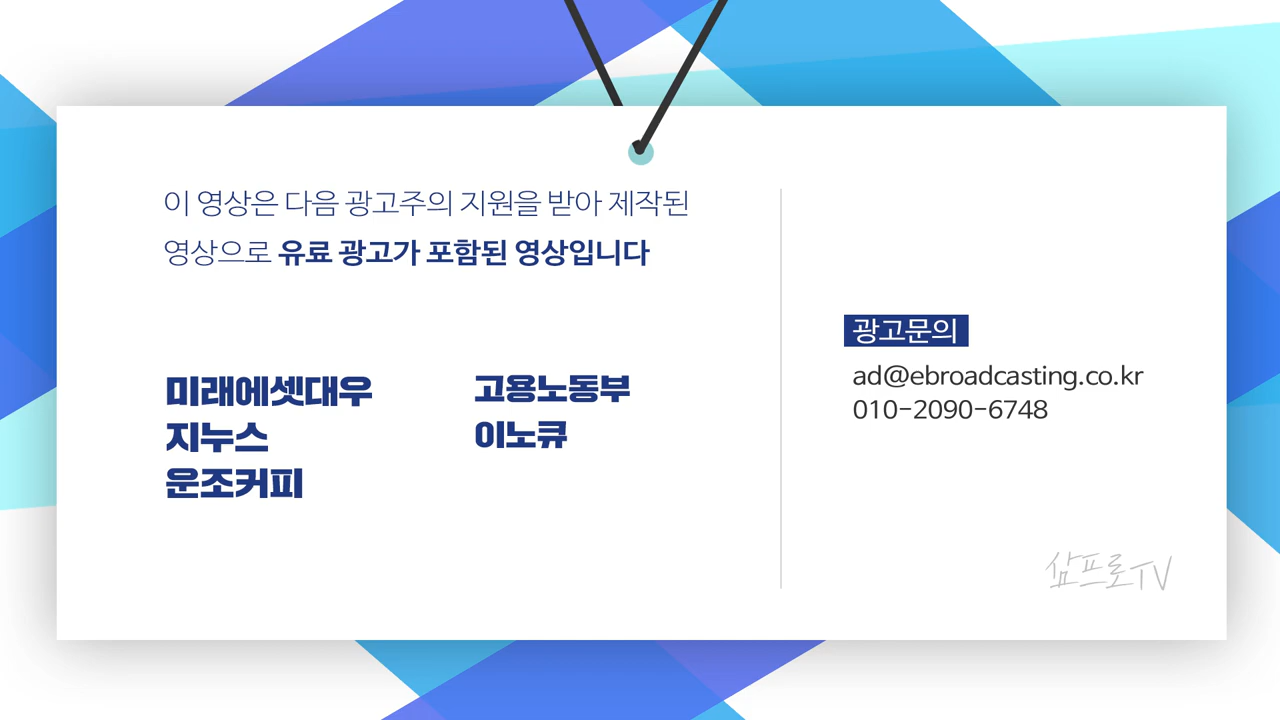 이 영상은 다음 광고주의 지원을 받아 제작된
영상으로 유료 광고가 포함된 영상입니다
미래에셋대우
지누스
운조커피
고용노동부
이노큐
광고문의
ad@ebroadcasting.co.kr
010-2090-6748
삼프로TV